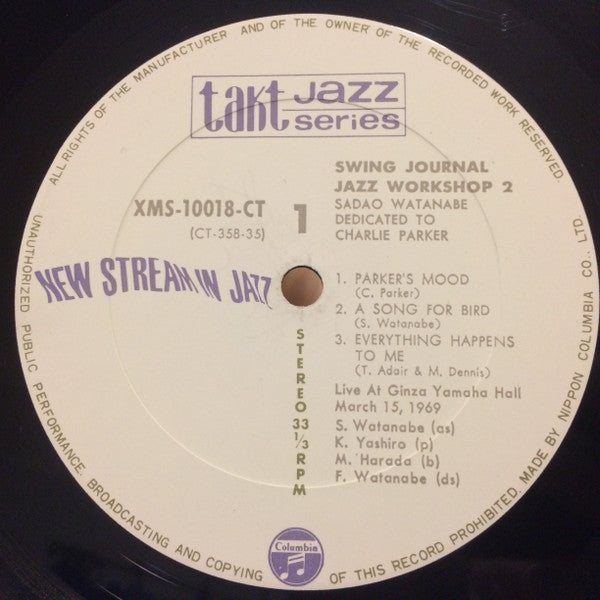 ALL RIGHTS OF THE MANUFACTURER AND OF THE OWNER OF THE RECORDED WORK RESERVED.
UNAUTHORIZED PUBLIC PERFORMANCE. BROADCASTING AND COPYING OF THIS RECORD PROHIBITED. MADE BY NIPPON COLUMBIA CO., LTD.
takt jazz series
SWING JOURNAL
JAZZ WORKSHOP 2
SADAO WATANABE
DEDICATED TO
CHARLIE PARKER
XMS-10018-CT
(CT-358-35)
1
NEW STREAM IN JAZZ
STEREO 33 1/3 RPM
1. PARKER'S MOOD
(C. Parker)
2. A SONG FOR BIRD
(S. Watanabe)
3. EVERYTHING HAPPENS
TO ME
(T. Adair & M. Dennis)
Live At Ginza Yamaha Hall
March 15, 1969
S. Watanabe (as)
K. Yashiro (p)
M. Harada (b)
F. Watanabe (ds)
Columbia